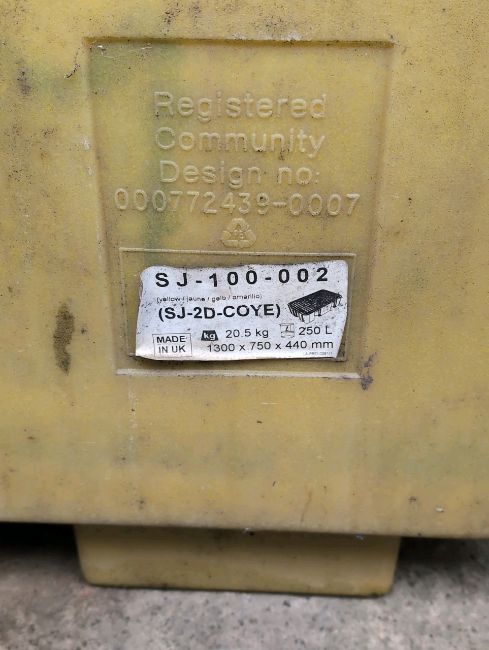 Registered
Community
Design no:
000772439-0007
SJ-100-002
(yellow / jaune / gelb / amarillo)
(SJ-2D-COYE)
MADE IN UK
kg 20.5 kg 250 L
1300 x 750 x 440 mm